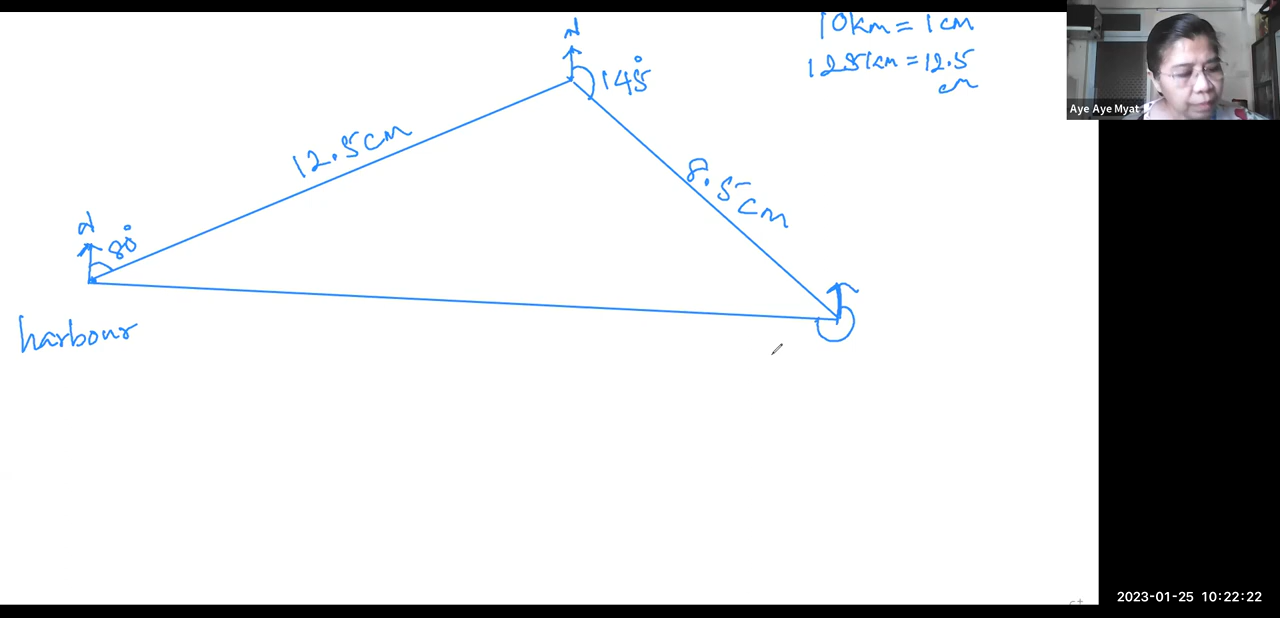 10km = 1cm
125km = 12.5
cm
N
145°
12.5cm
8.5cm
N
80°
harbour
Aye Aye Myat
2023-01-25 10:22:22